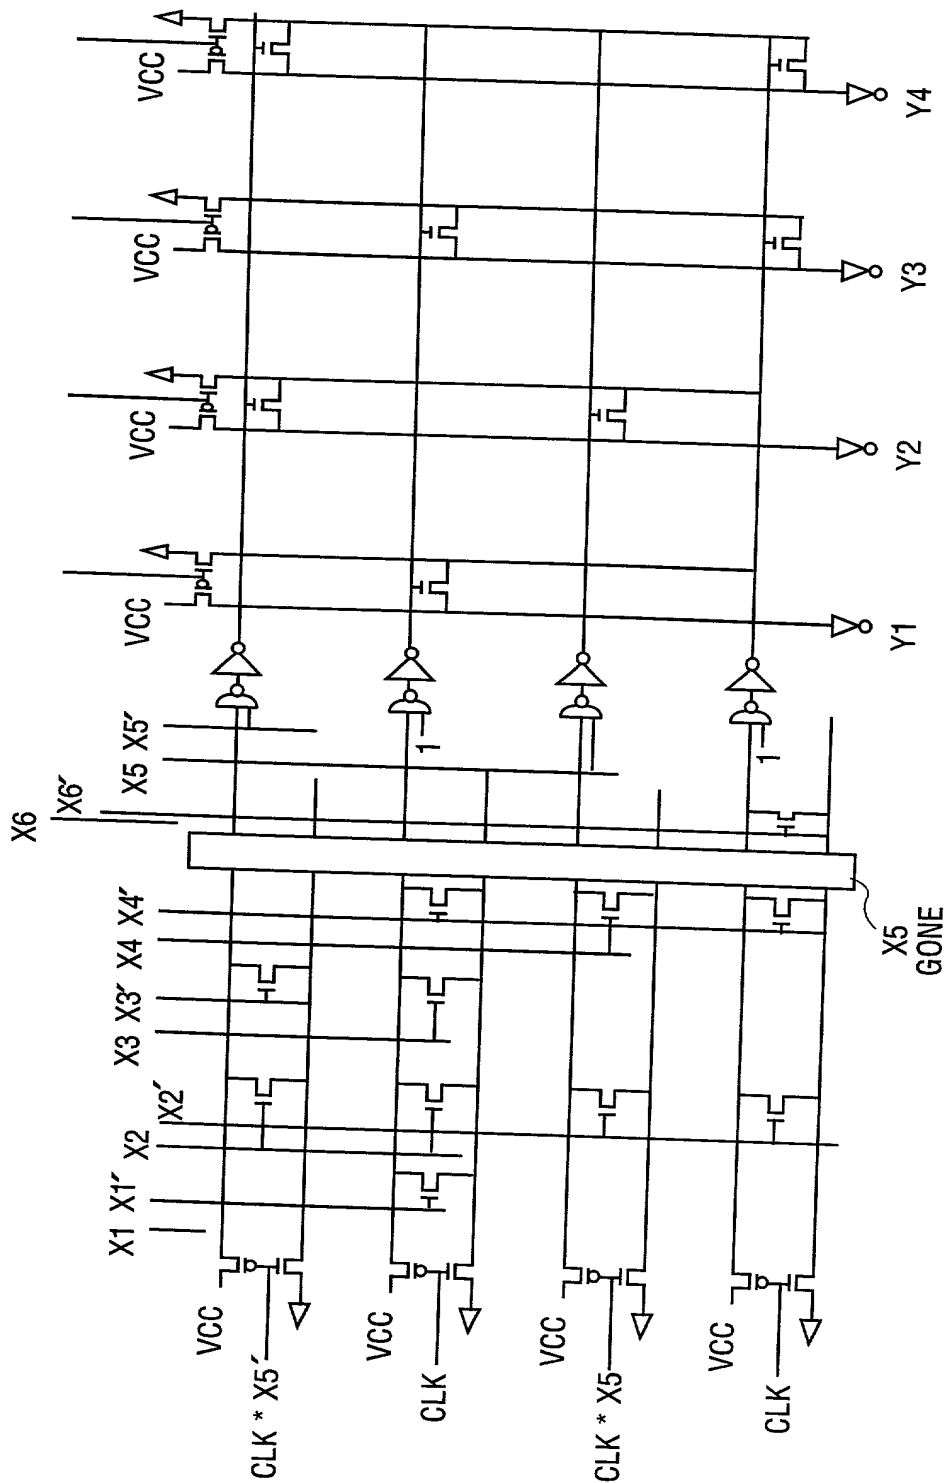 X6
X6'
X1 X1' X2 X2' X3 X3' X4 X4' X5 X5'
VCC VCC VCC VCC
VCC
CLK * X5'
VCC
CLK
1
VCC
CLK * X5
VCC
CLK
1
X5
GONE
Y1 Y2 Y3 Y4